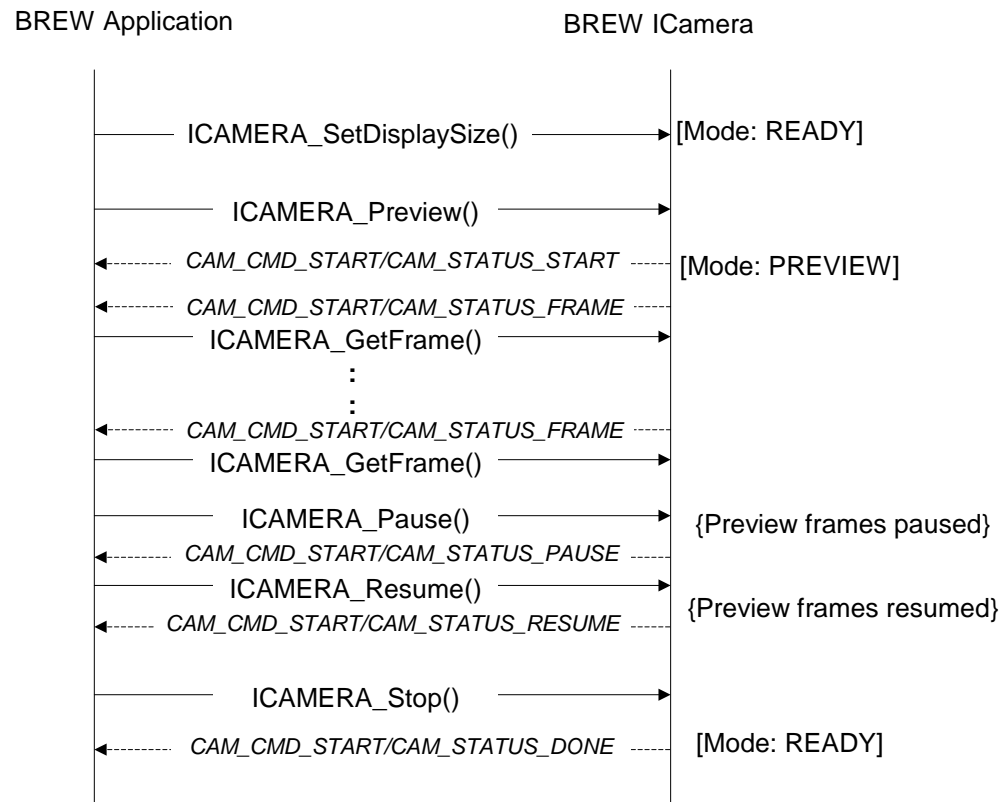 BREW Application
BREW ICamera
ICAMERA_SetDisplaySize()
[Mode: READY]
ICAMERA_Preview()
CAM_CMD_START/CAM_STATUS_START
[Mode: PREVIEW]
CAM_CMD_START/CAM_STATUS_FRAME
ICAMERA_GetFrame()
:
:
CAM_CMD_START/CAM_STATUS_FRAME
ICAMERA_GetFrame()
ICAMERA_Pause()
{Preview frames paused}
CAM_CMD_START/CAM_STATUS_PAUSE
ICAMERA_Resume()
{Preview frames resumed}
CAM_CMD_START/CAM_STATUS_RESUME
ICAMERA_Stop()
CAM_CMD_START/CAM_STATUS_DONE
[Mode: READY]